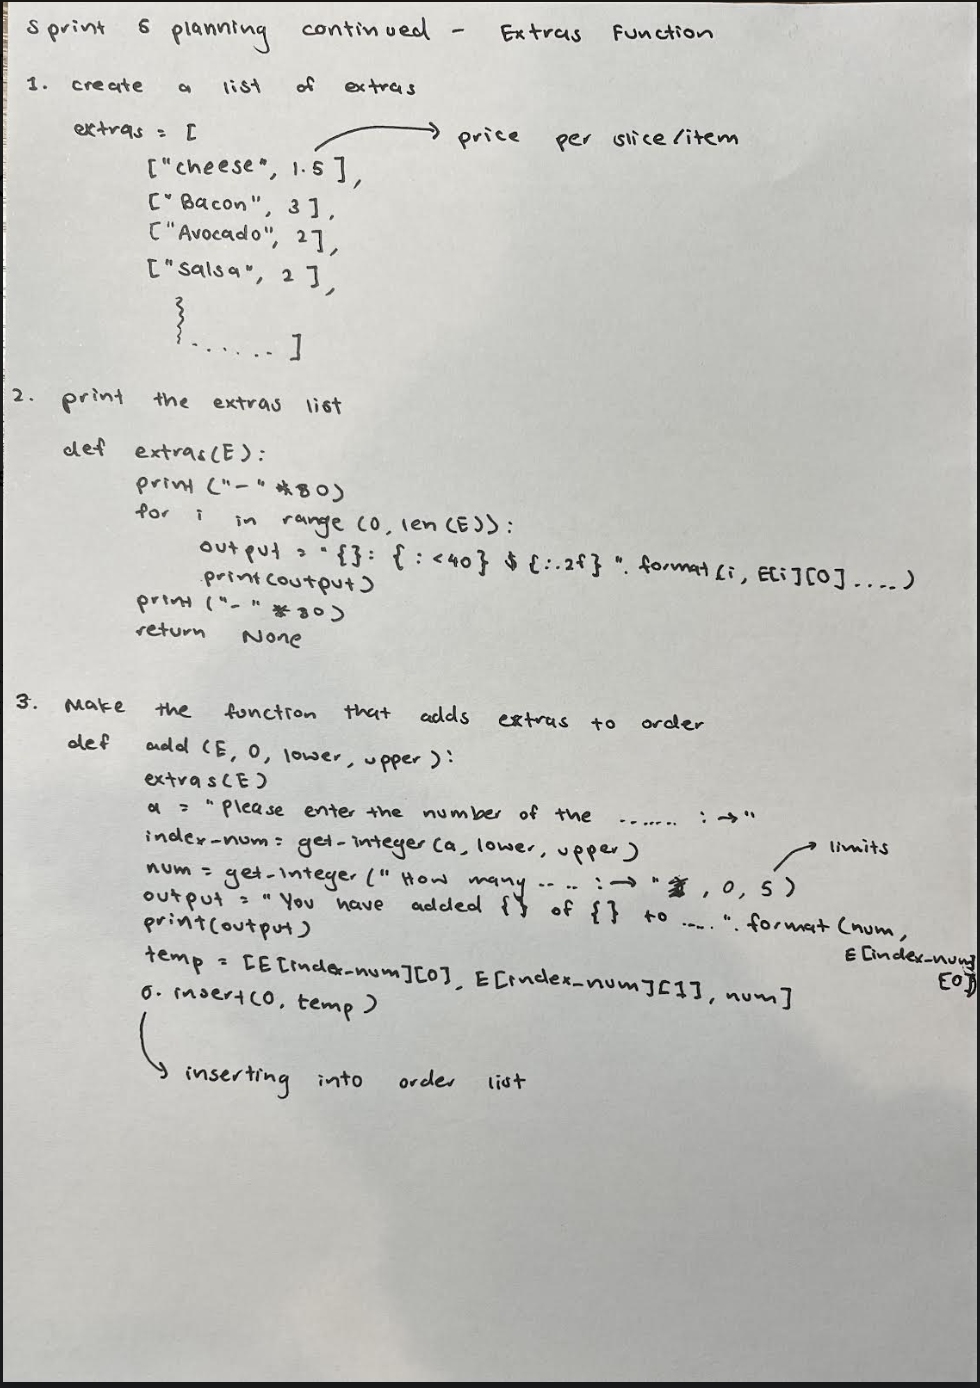 Sprint 5 planning continued - Extras Function
1. create a list of extras
extras = [
→ price per slice/item
["cheese", 1.5],
["Bacon", 3],
["Avocado", 2],
["Salsa", 2],
...... ]
2. print the extras list
def extras(E):
print ("-" *80)
for i in range (0, len(E)):
output = "{}: { : <40} $ {:.2f} ". format (i, E[i][0] ....)
print(output)
print ("-" *80)
return None
3. Make the function that adds extras to order
def add (E, O, lower, upper):
extras(E)
a = "Please enter the number of the ....... : →"
index-num = get-integer (a, lower, upper)
→ limits
num = get-integer (" How many .... : → " , 0, 5)
output = "You have added {} of {} to ....". format (num,
E[index-num]
[0])
print(output)
temp = [E[index-num][0], E[index_num][1], num]
O. insert(0, temp)
→ inserting into order list